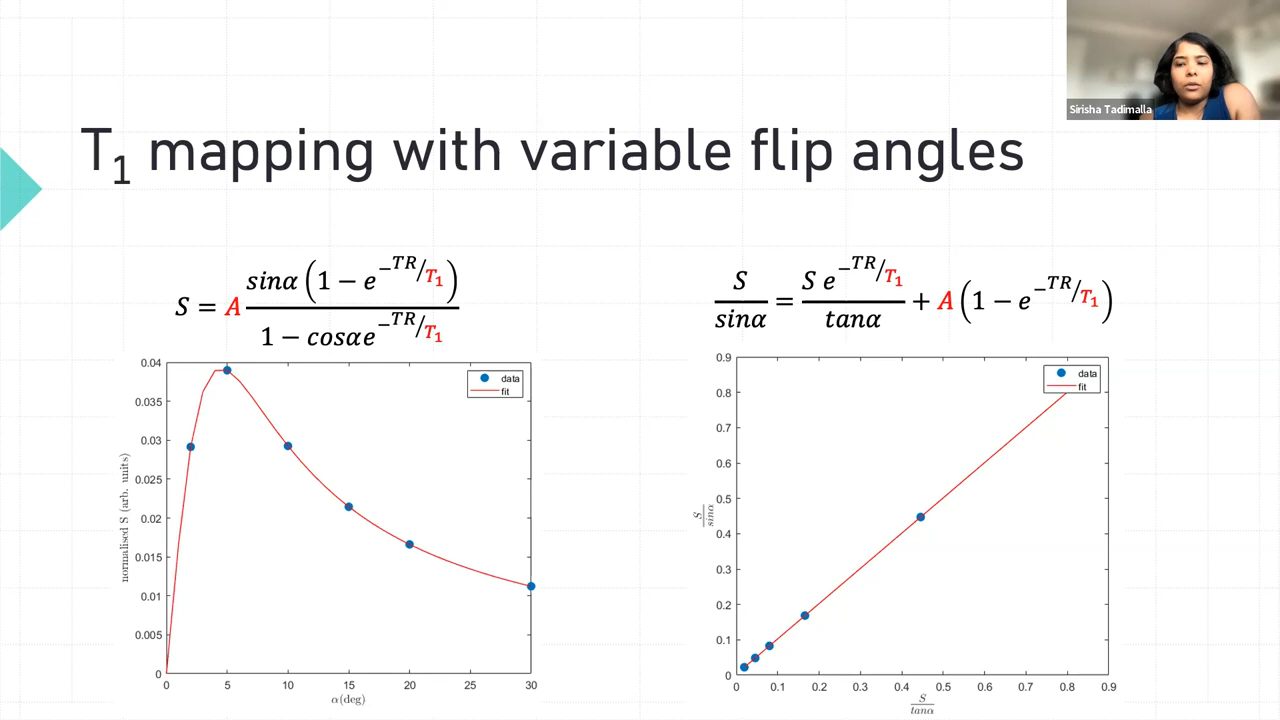 Sirisha Tadimalla
T₁ mapping with variable flip angles
S = A sinα (1 − e^(−TR/T₁)) / (1 − cosαe^(−TR/T₁))
S/sinα = S e^(−TR/T₁)/tanα + A (1 − e^(−TR/T₁))
0.04
0.035
0.03
0.025
0.02
0.015
0.01
0.005
0
normalised S (arb. units)
data
fit
0 5 10 15 20 25 30
α(deg)
0.9
0.8
0.7
0.6
0.5
0.4
0.3
0.2
0.1
0
S/sinα
data
fit
0 0.1 0.2 0.3 0.4 0.5 0.6 0.7 0.8 0.9
S/tanα